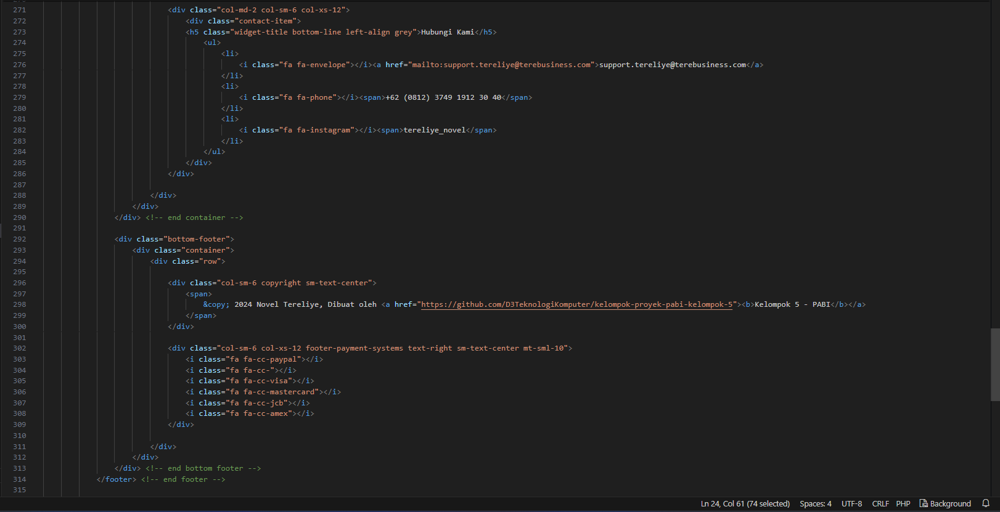 271 <div class="col-md-2 col-sm-6 col-xs-12">
272 <div class="contact-item">
273 <h5 class="widget-title bottom-line left-align grey">Hubungi Kami</h5>
274 <ul>
275 <li>
276 <i class="fa fa-envelope"></i><a href="mailto:support.tereliye@terebusiness.com">support.tereliye@terebusiness.com</a>
277 </li>
278 <li>
279 <i class="fa fa-phone"></i><span>+62 (0812) 3749 1912 30 40</span>
280 </li>
281 <li>
282 <i class="fa fa-instagram"></i><span>tereliye_novel</span>
283 </li>
284 </ul>
285 </div>
286 </div>
287
288 </div>
289 </div>
290 </div> <!-- end container -->
291
292 <div class="bottom-footer">
293 <div class="container">
294 <div class="row">
295
296 <div class="col-sm-6 copyright sm-text-center">
297 <span>
298 &copy; 2024 Novel Tereliye, Dibuat oleh <a href="https://github.com/D3TeknologiKomputer/kelompok-proyek-pabi-kelompok-5"><b>Kelompok 5 - PABI</b></a>
299 </span>
300 </div>
301
302 <div class="col-sm-6 col-xs-12 footer-payment-systems text-right sm-text-center mt-sml-10">
303 <i class="fa fa-cc-paypal"></i>
304 <i class="fa fa-cc-"></i>
305 <i class="fa fa-cc-visa"></i>
306 <i class="fa fa-cc-mastercard"></i>
307 <i class="fa fa-cc-jcb"></i>
308 <i class="fa fa-cc-amex"></i>
309 </div>
310
311 </div>
312 </div>
313 </div> <!-- end bottom footer -->
314 </footer> <!-- end footer -->
315
Ln 24, Col 61 (74 selected) Spaces: 4 UTF-8 CRLF PHP Background